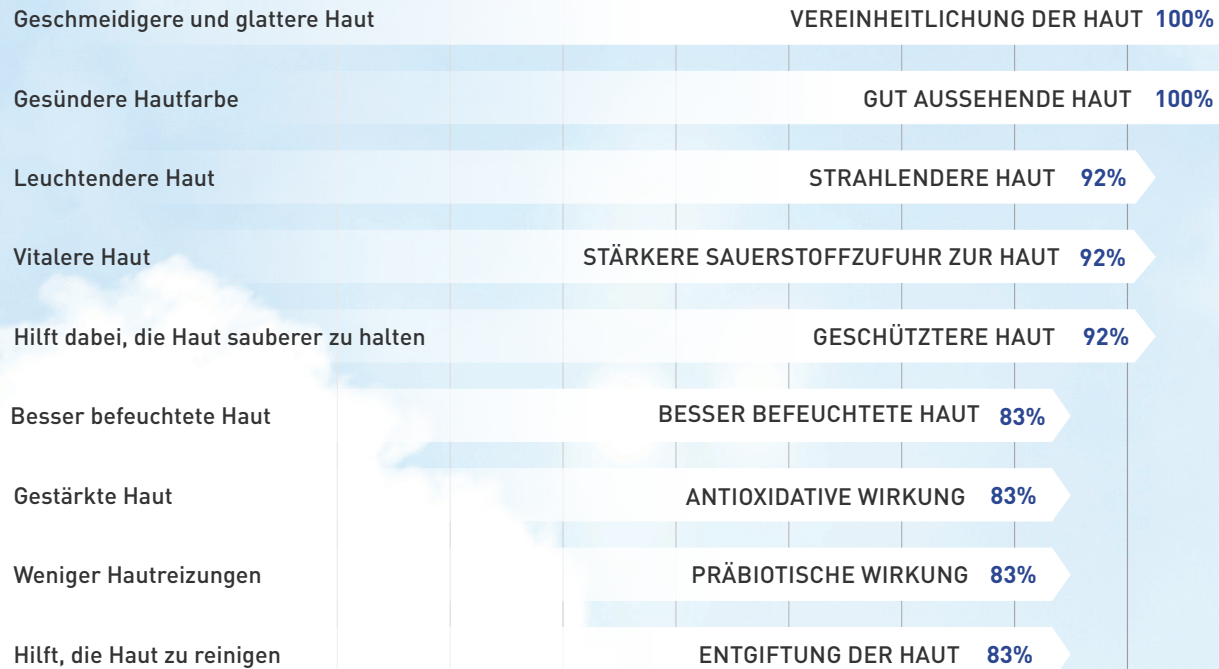 Geschmeidigere und glattere Haut VEREINHEITLICHUNG DER HAUT 100%
Gesündere Hautfarbe GUT AUSSEHENDE HAUT 100%
Leuchtendere Haut STRAHLENDERE HAUT 92%
Vitalere Haut STÄRKERE SAUERSTOFFZUFUHR ZUR HAUT 92%
Hilft dabei, die Haut sauberer zu halten GESCHÜTZTERE HAUT 92%
Besser befeuchtete Haut BESSER BEFEUCHTETE HAUT 83%
Gestärkte Haut ANTIOXIDATIVE WIRKUNG 83%
Weniger Hautreizungen PRÄBIOTISCHE WIRKUNG 83%
Hilft, die Haut zu reinigen ENTGIFTUNG DER HAUT 83%